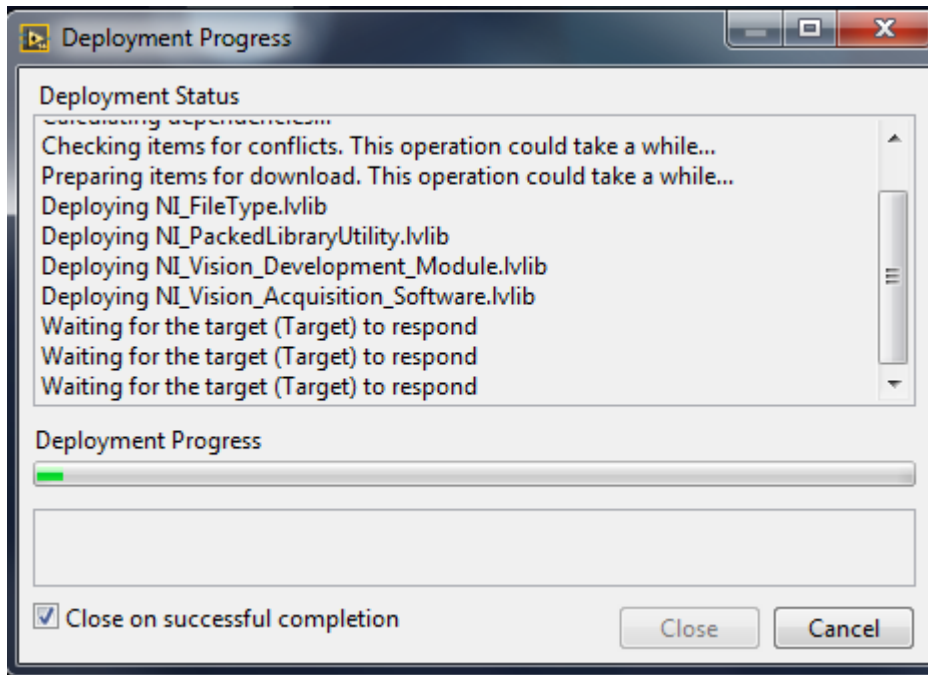 Deployment Progress
Deployment Status
Calculating dependencies...
Checking items for conflicts. This operation could take a while...
Preparing items for download. This operation could take a while...
Deploying NI_FileType.lvlib
Deploying NI_PackedLibraryUtility.lvlib
Deploying NI_Vision_Development_Module.lvlib
Deploying NI_Vision_Acquisition_Software.lvlib
Waiting for the target (Target) to respond
Waiting for the target (Target) to respond
Waiting for the target (Target) to respond
Deployment Progress
Close on successful completion
Close
Cancel